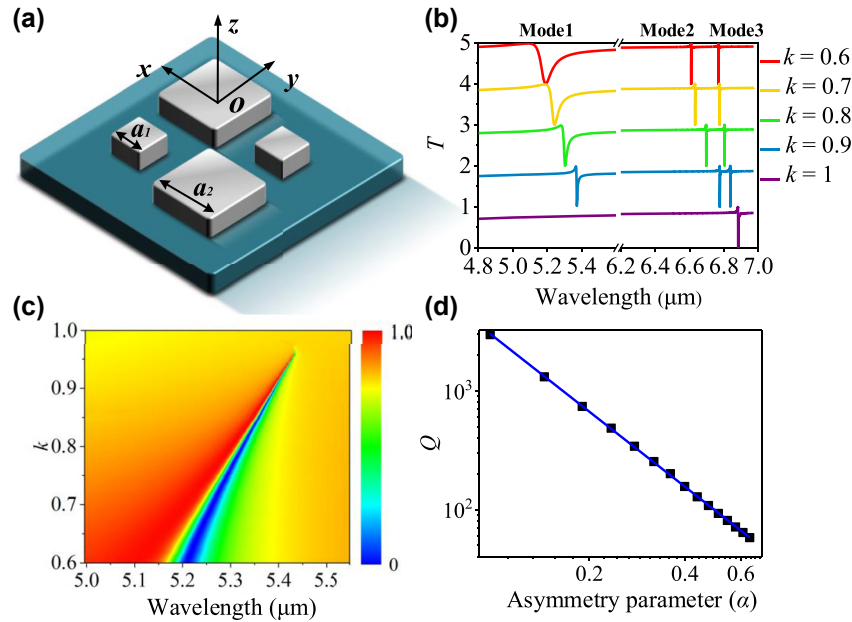 (a)
z
x
y
o
a1
a2
(b)
Mode1 Mode2 Mode3
5
4
3
2
1
0
T
4.8 5.0 5.2 5.4 6.2 6.4 6.6 6.8 7.0
Wavelength (μm)
k = 0.6
k = 0.7
k = 0.8
k = 0.9
k = 1
(c)
1.0
0.9
0.8
0.7
0.6
k
5.0 5.1 5.2 5.3 5.4 5.5
Wavelength (μm)
1.0
0
(d)
10³
10²
Q
0.2 0.4 0.6
Asymmetry parameter (α)